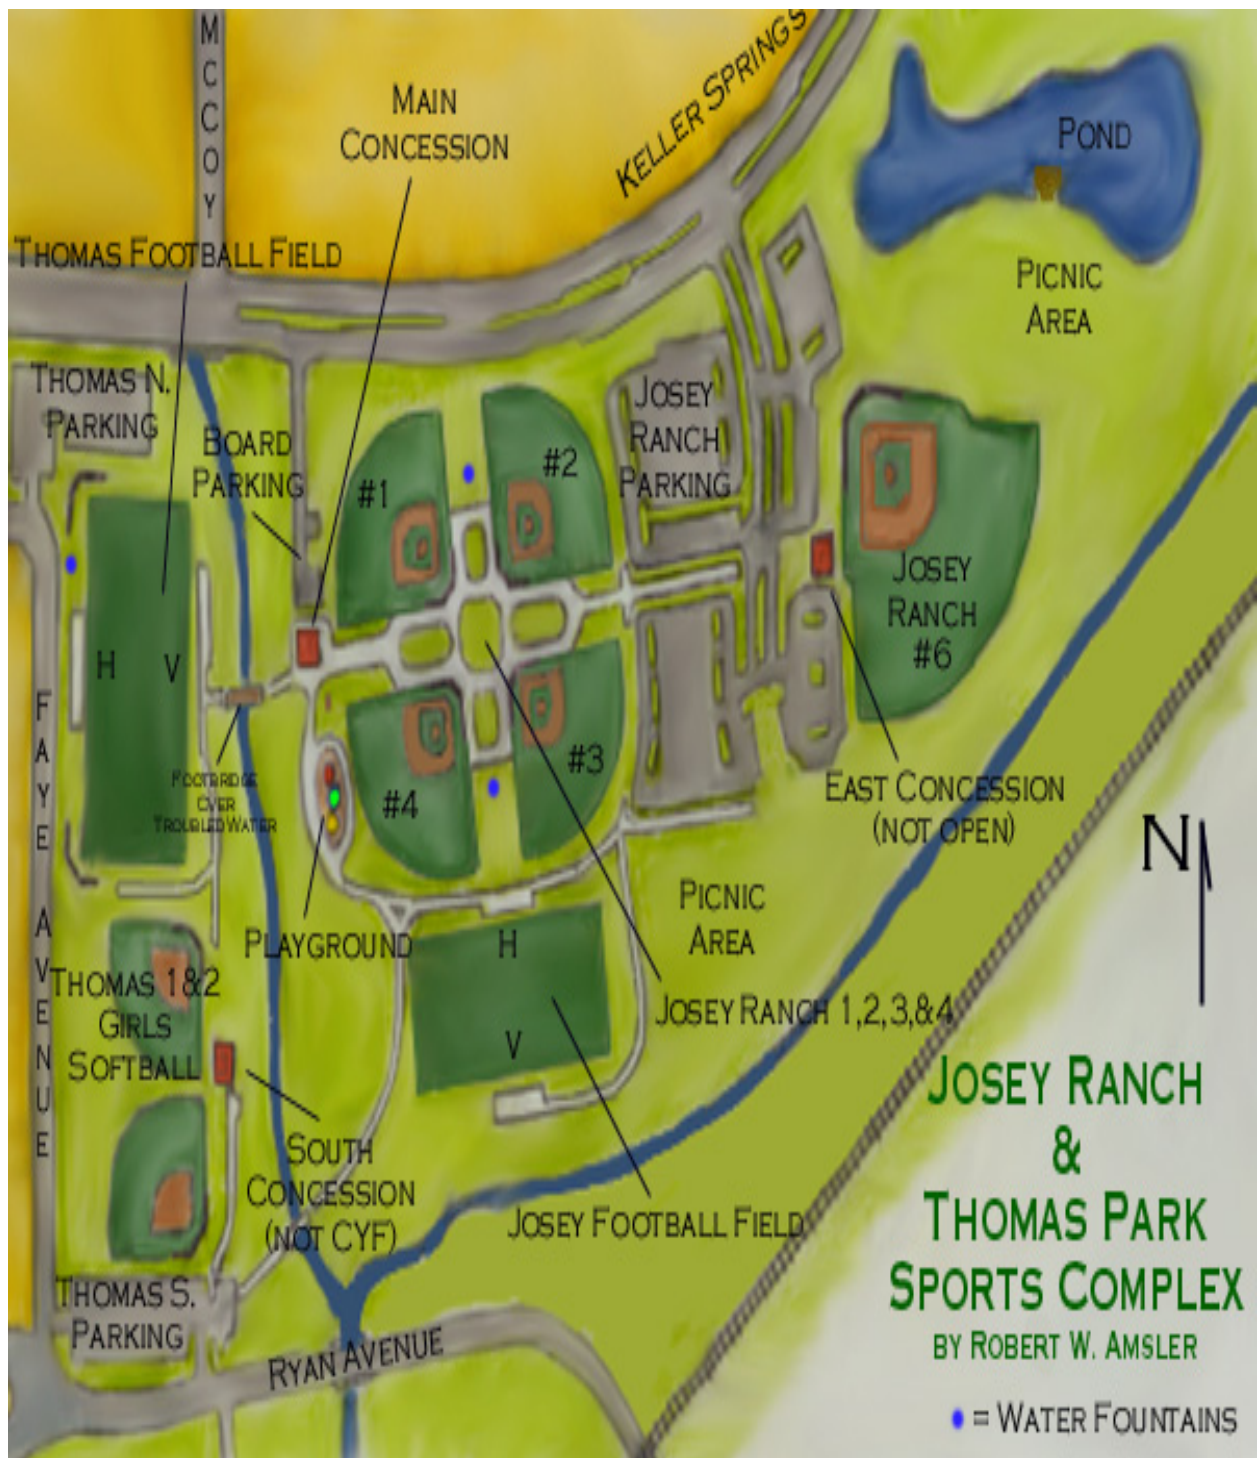 MCCOY
KELLER SPRINGS
MAIN
CONCESSION
POND
THOMAS FOOTBALL FIELD
PICNIC
AREA
THOMAS N.
PARKING
BOARD
PARKING
#1
#2
JOSEY
RANCH
PARKING
JOSEY
RANCH
#6
H V
FAYE AVENUE
FOOTBRIDGE
OVER
TROUBLED WATER
#4
#3
EAST CONCESSION
(NOT OPEN)
N
PLAYGROUND
H
PICNIC
AREA
THOMAS 1&2
GIRLS
SOFTBALL
JOSEY RANCH 1,2,3,&4
V
SOUTH
CONCESSION
(NOT CYF)
JOSEY FOOTBALL FIELD
THOMAS S.
PARKING
RYAN AVENUE
JOSEY RANCH
&
THOMAS PARK
SPORTS COMPLEX
BY ROBERT W. AMSLER
= WATER FOUNTAINS